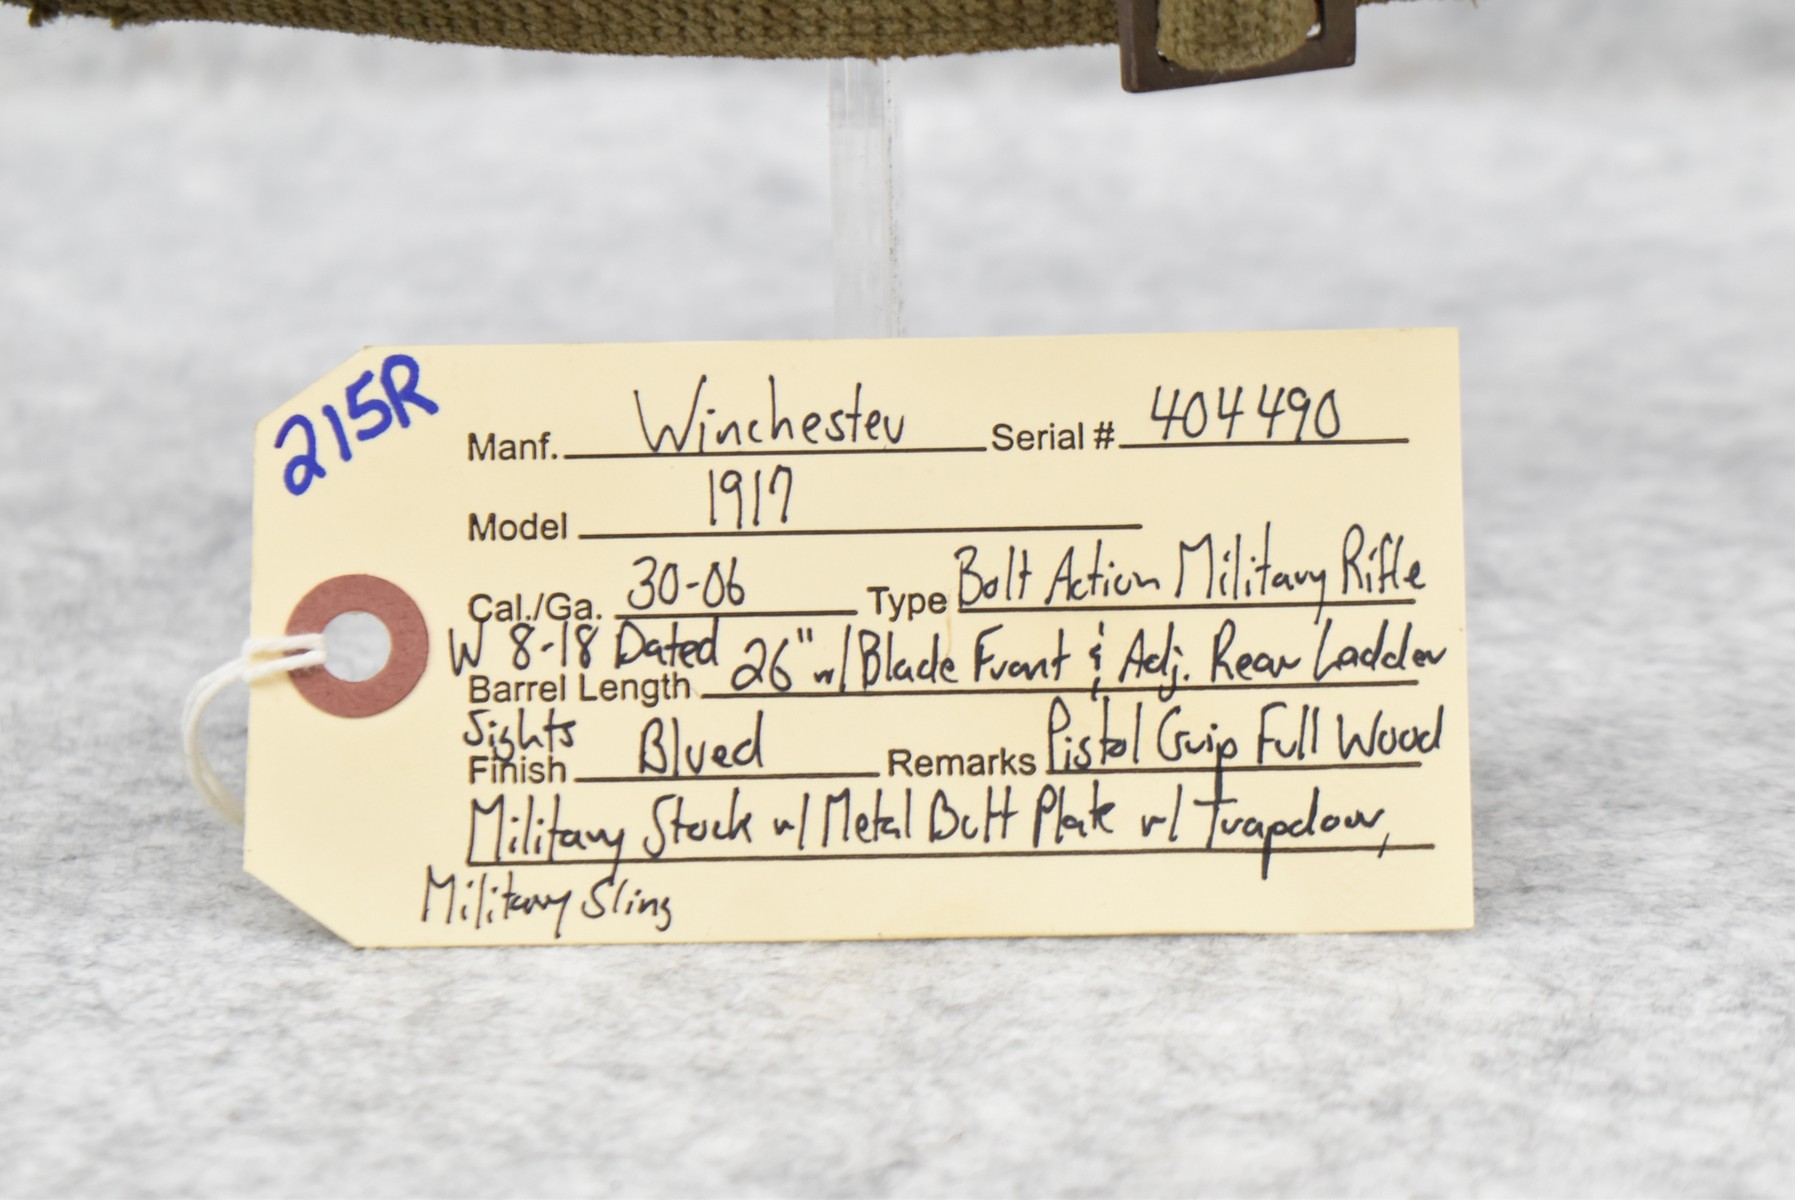 215R
Manf. Winchester Serial # 404490
Model 1917
Cal./Ga. 30-06 Type Bolt Action Military Rifle
W 8-18 Dated
Barrel Length 26" w/ Blade Front & Adj. Rear Ladder
Sights
Finish Blued Remarks Pistol Grip Full Wood
Military Stock w/ Metal Butt Plate w/ Trapdoor,
Military Sling